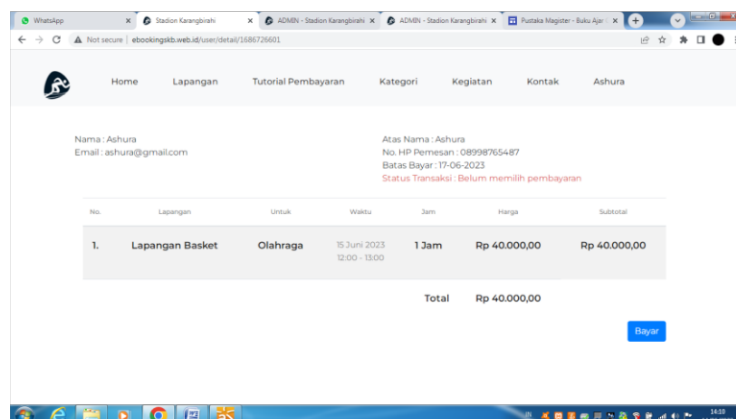 WhatsApp
Stadion Karangbirahi
ADMIN - Stadion Karangbirahi
ADMIN - Stadion Karangbirahi
Pustaka Magister - Buku Ajar
Not secure | ebookingskb.web.id/user/detail/1686726601
Home Lapangan Tutorial Pembayaran Kategori Kegiatan Kontak Ashura
Nama : Ashura
Email : ashura@gmail.com
Atas Nama : Ashura
No. HP Pemesan : 08998765487
Batas Bayar : 17-06-2023
Status Transaksi : Belum memilih pembayaran
No. Lapangan Untuk Waktu Jam Harga Subtotal
1. Lapangan Basket Olahraga 15 Juni 2023 1 Jam Rp 40.000,00 Rp 40.000,00
12:00 - 13:00
Total Rp 40.000,00
Bayar
14:10